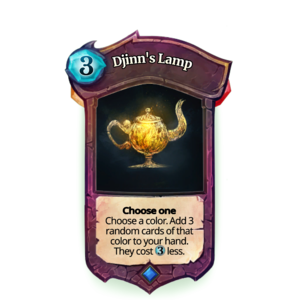 3
Djinn's Lamp
Choose one
Choose a color. Add 3
random cards of that
color to your hand.
They cost 3 less.